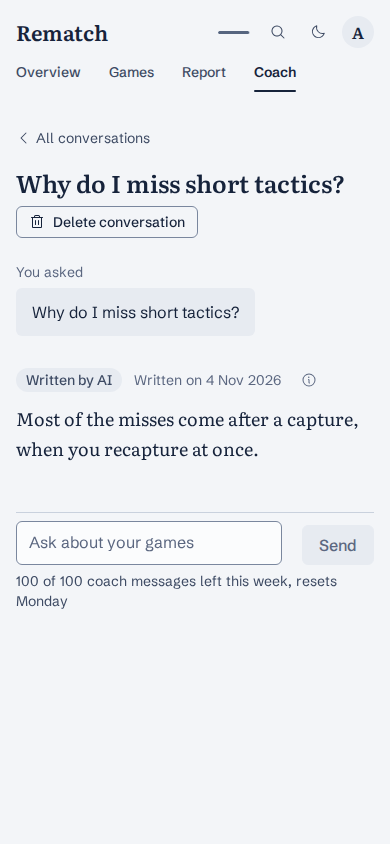 Rematch
A
Overview Games Report Coach
All conversations
Why do I miss short tactics?
Delete conversation
You asked
Why do I miss short tactics?
Written by AI Written on 4 Nov 2026
Most of the misses come after a capture,
when you recapture at once.
Ask about your games Send
100 of 100 coach messages left this week, resets
Monday